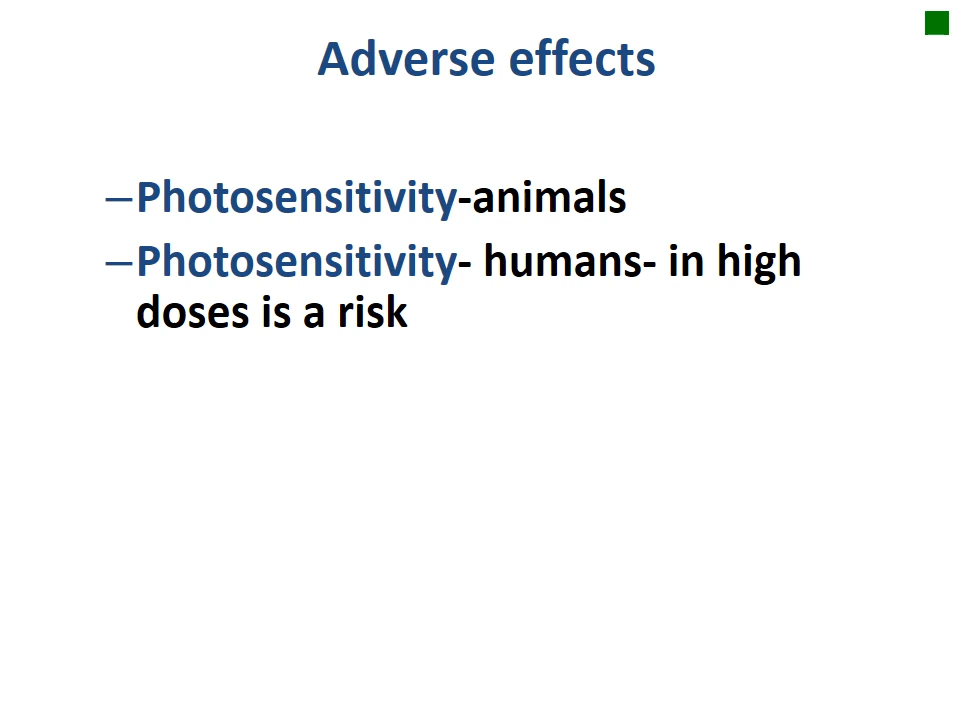 Adverse effects
–Photosensitivity-animals
–Photosensitivity- humans- in high
doses is a risk